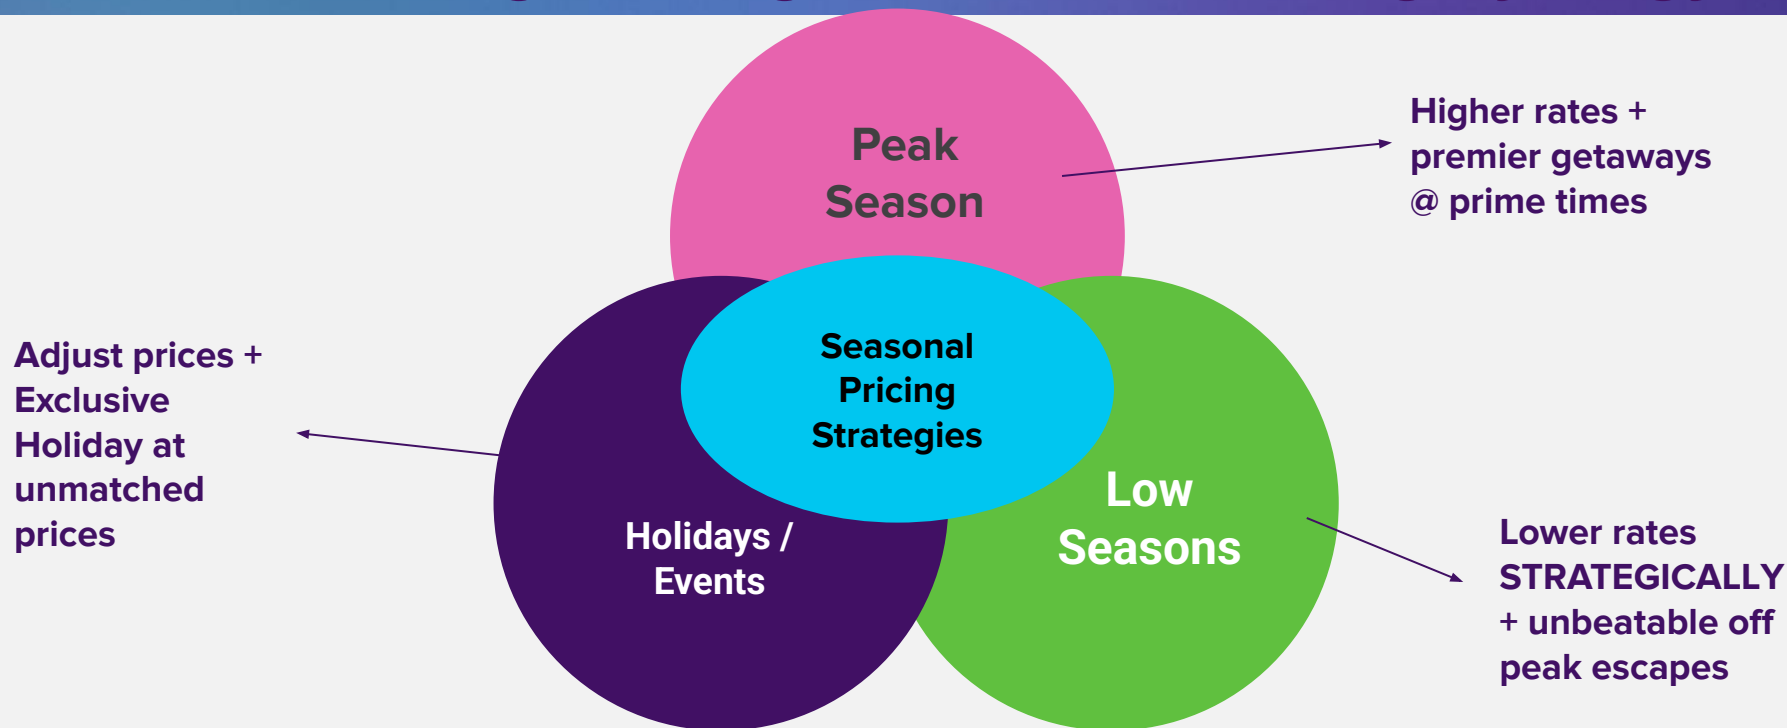 Peak
Season
Higher rates +
premier getaways
@ prime times
Seasonal
Pricing
Strategies
Adjust prices +
Exclusive
Holiday at
unmatched
prices
Low
Seasons
Holidays /
Events
Lower rates
STRATEGICALLY
+ unbeatable off
peak escapes